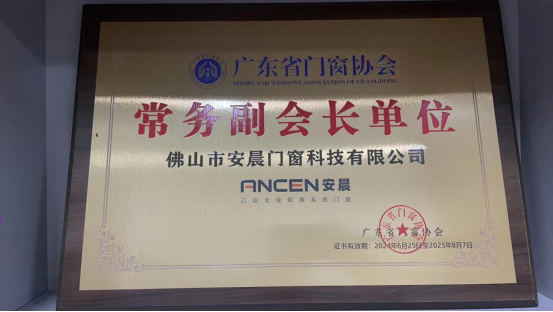 广东省门窗协会
DOORS AND WINDOWS ASSOCIATION OF GUANGDONG
常务副会长单位
佛山市安晨门窗科技有限公司
ANCEN安晨
广东省门窗协会
证书有效期：2024年6月25日至2025年8月7日